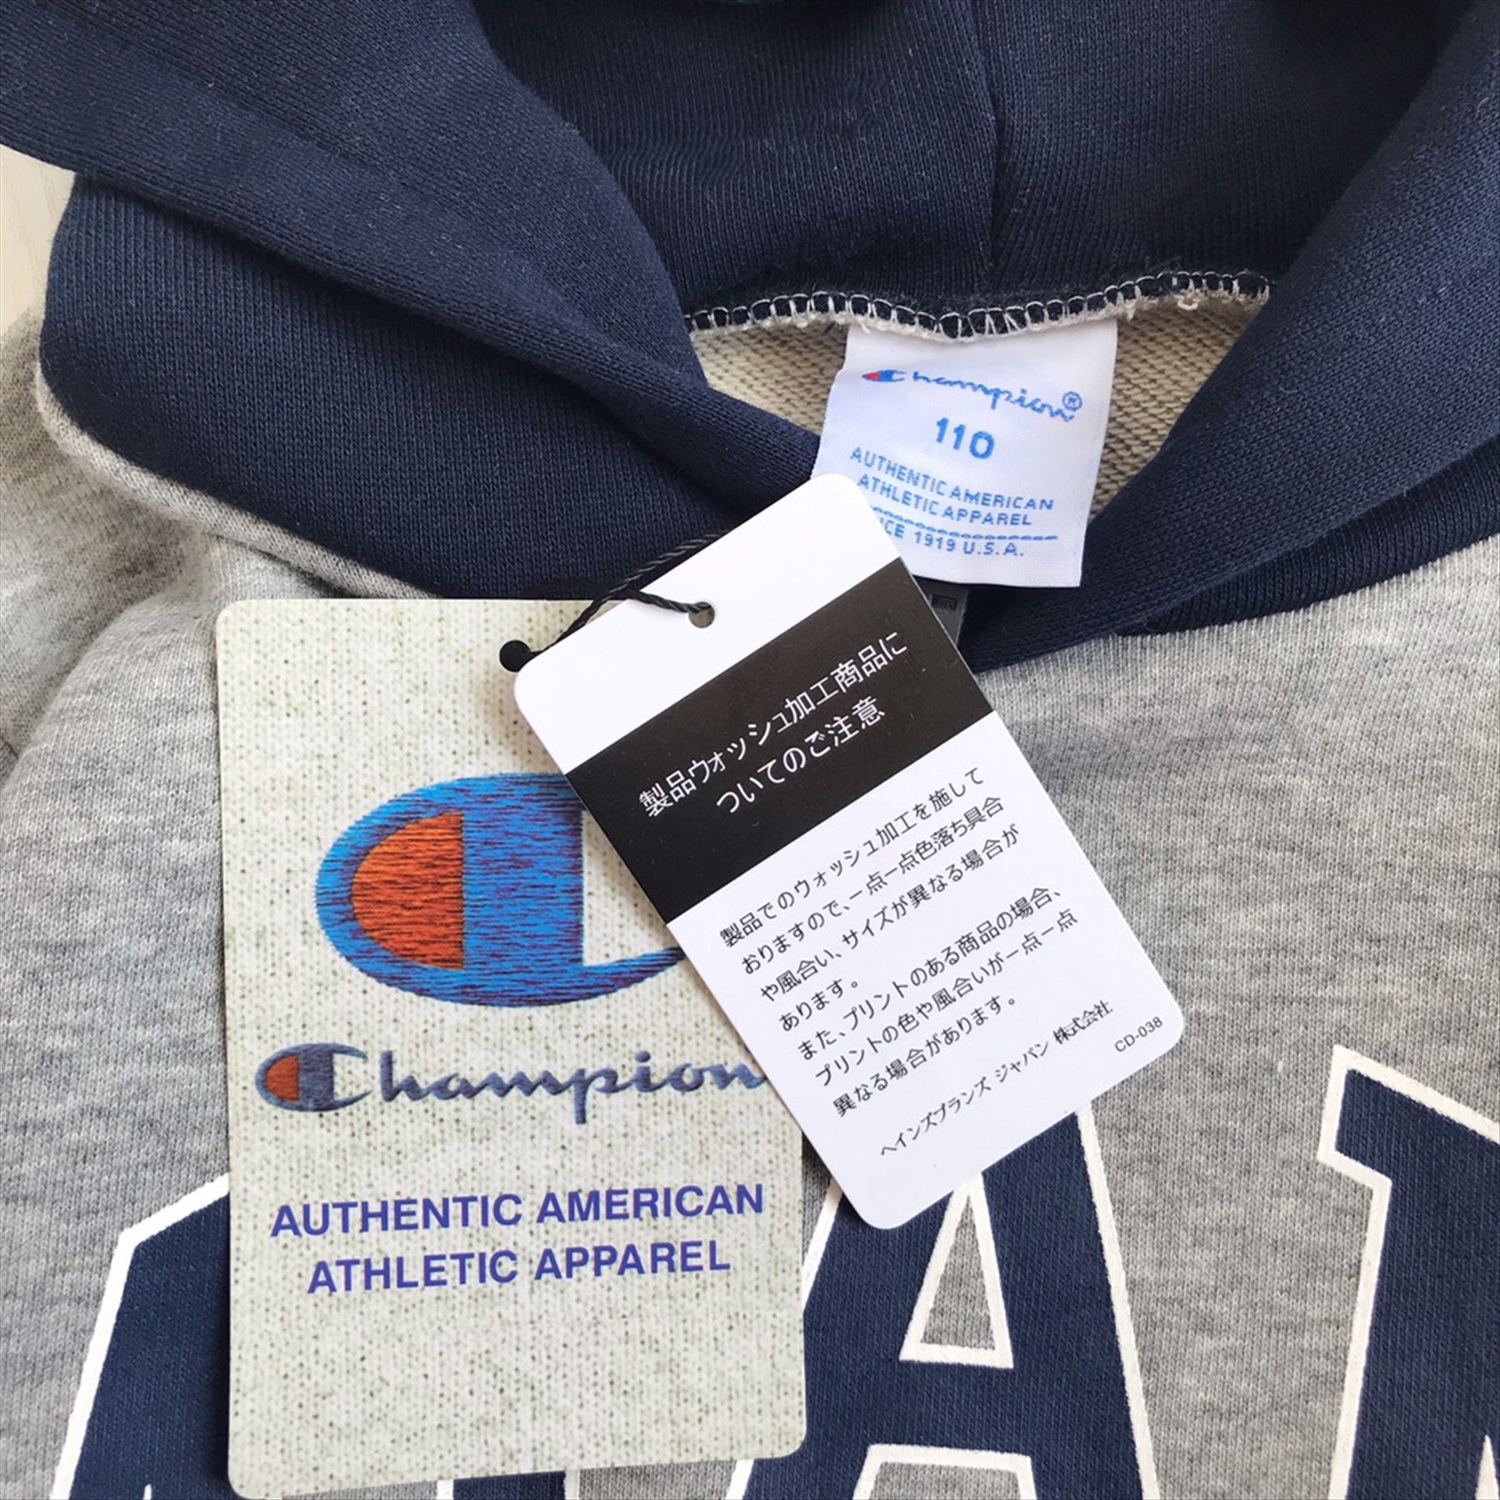 Champion®
110
AUTHENTIC AMERICAN
ATHLETIC APPAREL
1919 U.S.A.
製品ウォッシュ加工商品に
ついてのご注意
製品でのウォッシュ加工を施して
おりますので、一点一点色落ち具合
や風合い、サイズが異なる場合が
あります。
また、プリントのある商品の場合、
プリントの色や風合いが一点一点
異なる場合があります。
ヘインズブランズ ジャパン 株式会社
CD-038
Champion
AUTHENTIC AMERICAN
ATHLETIC APPAREL